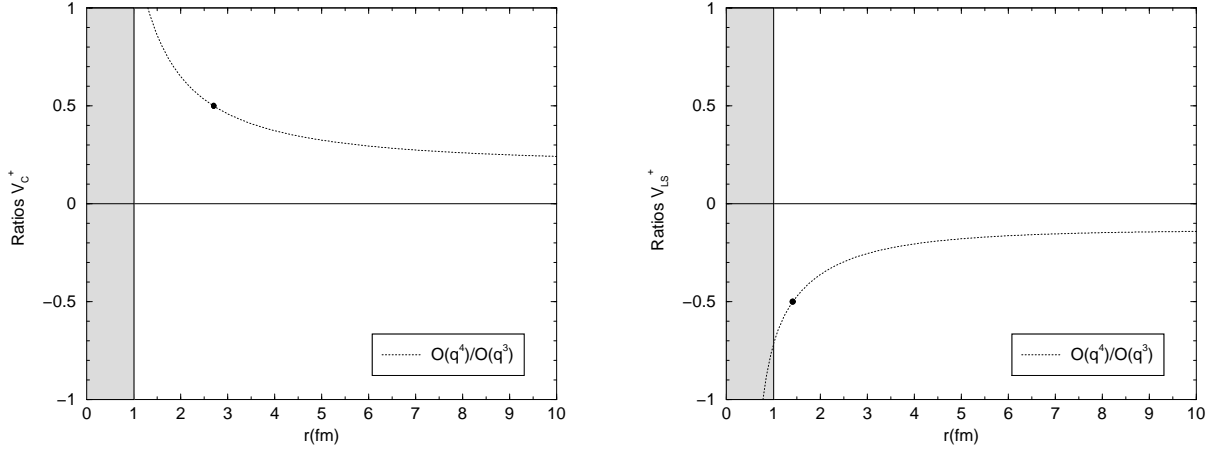 1
0.5
0
−0.5
−1
Ratios V_C^+
0 1 2 3 4 5 6 7 8 9 10
r(fm)
O(q^4)/O(q^3)
1
0.5
0
−0.5
−1
Ratios V_LS^+
0 1 2 3 4 5 6 7 8 9 10
r(fm)
O(q^4)/O(q^3)